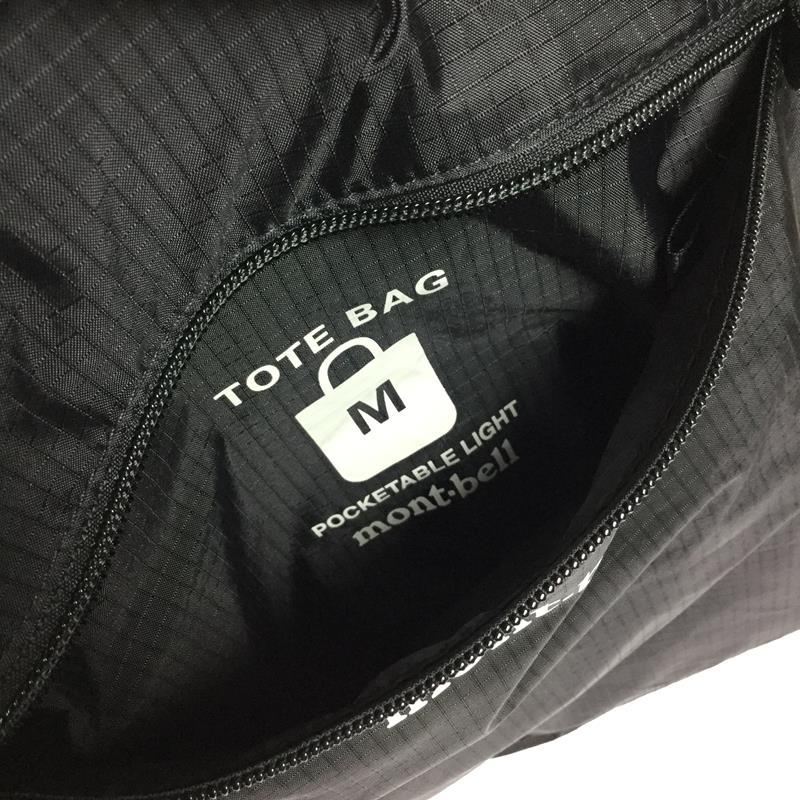 TOTE BAG
M
POCKETABLE LIGHT
mont-bell